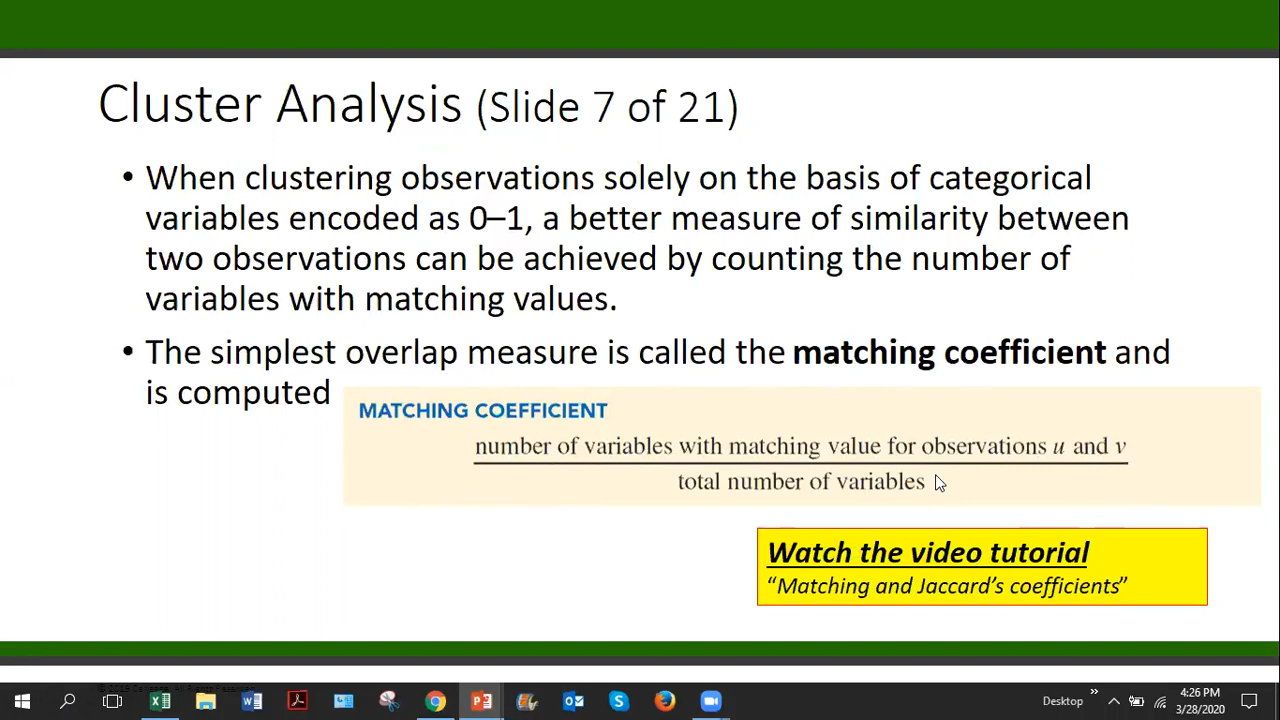 Cluster Analysis (Slide 7 of 21)
• When clustering observations solely on the basis of categorical
variables encoded as 0–1, a better measure of similarity between
two observations can be achieved by counting the number of
variables with matching values.
• The simplest overlap measure is called the matching coefficient and
is computed
MATCHING COEFFICIENT
number of variables with matching value for observations u and v
total number of variables
Watch the video tutorial
“Matching and Jaccard’s coefficients”
Desktop
4:26 PM
3/28/2020